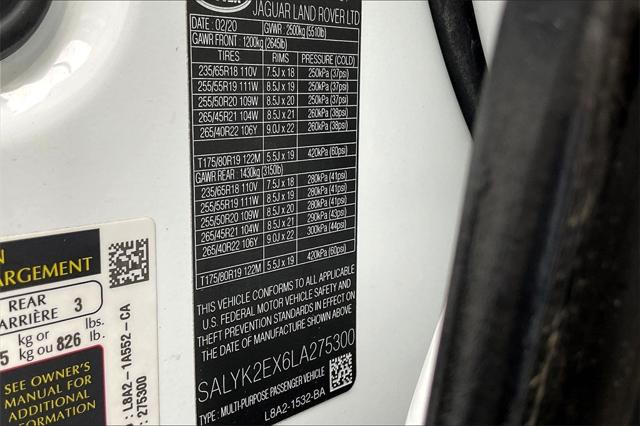 JAGUAR LAND ROVER LTD
DATE: 02/20 GVWR : 2500kg (5510lb)
GAWR FRONT : 1200kg (2645lb)
TIRES RIMS PRESSURE (COLD)
235/65R18 110V 7.5J x 18 250kPa (37psi)
255/55R19 111W 8.5J x 19 250kPa (37psi)
255/50R20 109W 8.5J x 20 250kPa (37psi)
265/45R21 104W 8.5J x 21 260kPa (38psi)
265/40R22 106Y 9.0J x 22 260kPa (38psi)
T175/80R19 122M 5.5J x 19 420kPa (60psi)
GAWR REAR : 1430kg (3150lb)
235/65R18 110V 7.5J x 18 280kPa (41psi)
255/55R19 111W 8.5J x 19 280kPa (41psi)
255/50R20 109W 8.5J x 20 280kPa (41psi)
265/45R21 104W 8.5J x 21 290kPa (43psi)
265/40R22 106Y 9.0J x 22 300kPa (44psi)
T175/80R19 122M 5.5J x 19 420kPa (60psi)
THIS VEHICLE CONFORMS TO ALL APPLICABLE
U.S. FEDERAL MOTOR VEHICLE SAFETY AND
THEFT PREVENTION STANDARDS IN EFFECT ON
THE DATE OF MANUFACTURE SHOWN ABOVE.
SALYK2EX6LA275300
TYPE : MULTI-PURPOSE PASSENGER VEHICLE
L8A2-1532-BA
ARGEMENT
REAR
ARRIÈRE 3
kg or lbs.
5 kg ou 826 lb.
SEE OWNER'S
MANUAL FOR
ADDITIONAL
INFORMATION
: L8A2-1A552-CA
: 275300